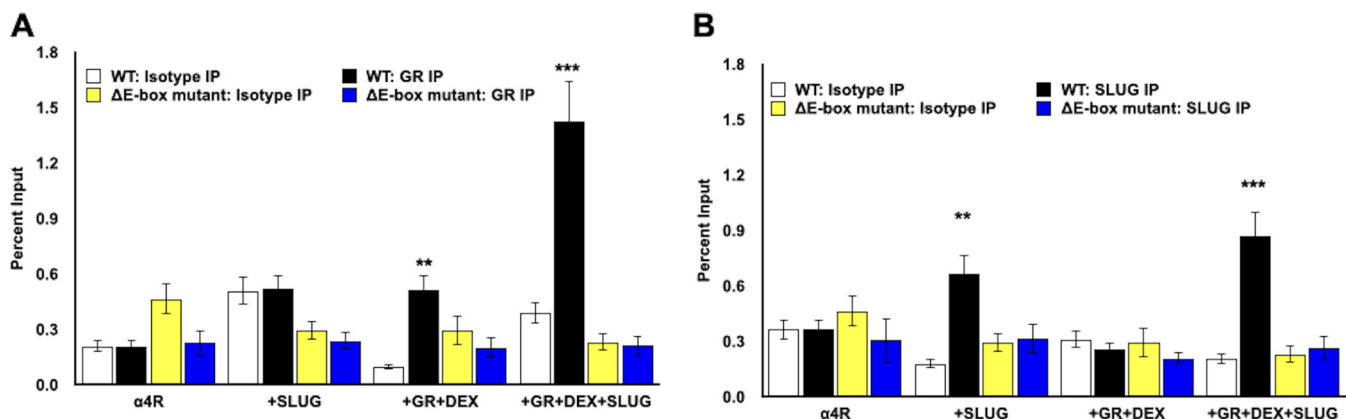 A
Percent Input
1.8
1.5
1.2
0.9
0.6
0.3
0.0
WT: Isotype IP
WT: GR IP
ΔE-box mutant: Isotype IP
ΔE-box mutant: GR IP
**
***
α4R
+SLUG
+GR+DEX
+GR+DEX+SLUG
B
Percent Input
1.8
1.5
1.2
0.9
0.6
0.3
0.0
WT: Isotype IP
WT: SLUG IP
ΔE-box mutant: Isotype IP
ΔE-box mutant: SLUG IP
**
***
α4R
+SLUG
+GR+DEX
+GR+DEX+SLUG